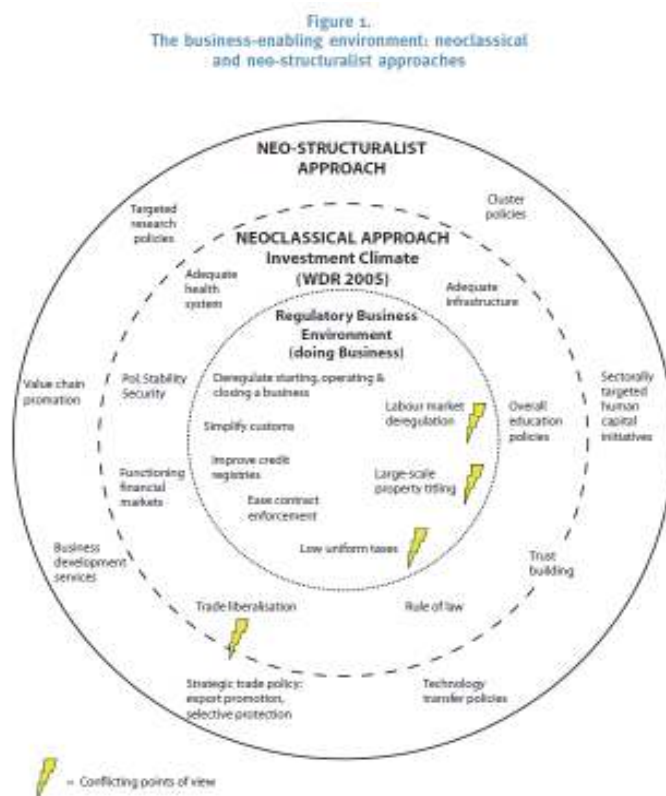 Figure 1.
The business-enabling environment: neoclassical
and neo-structuralist approaches
NEO-STRUCTURALIST
APPROACH
Cluster
policies
Targeted
research
policies
NEOCLASSICAL APPROACH
Investment Climate
(WDR 2005)
Adequate
health
system
Adequate
infrastructure
Regulatory Business
Environment
(doing Business)
Value chain
promotion
Pol. Stability
Security
Deregulate starting, operating &
closing a business
Labour market
deregulation
Overall
education
policies
Sectorally
targeted
human
capital
initiatives
Simplify customs
Improve credit
registries
Functioning
financial
markets
Large-scale
property titling
Ease contract
enforcement
Low uniform taxes
Business
development
services
Trust
building
Trade liberalisation
Rule of law
Strategic trade policy:
export promotion,
selective protection
Technology
transfer policies
= Conflicting points of view